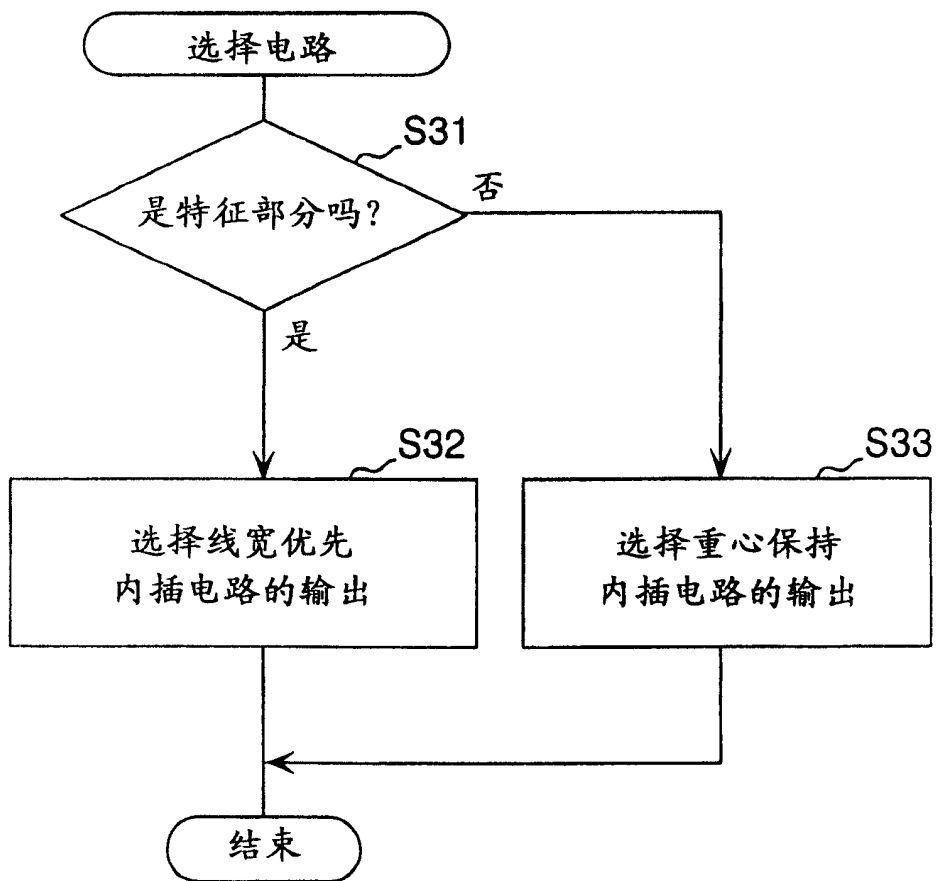 选择电路
S31
是特征部分吗?
否
是
S32
选择线宽优先
内插电路的输出
S33
选择重心保持
内插电路的输出
结束